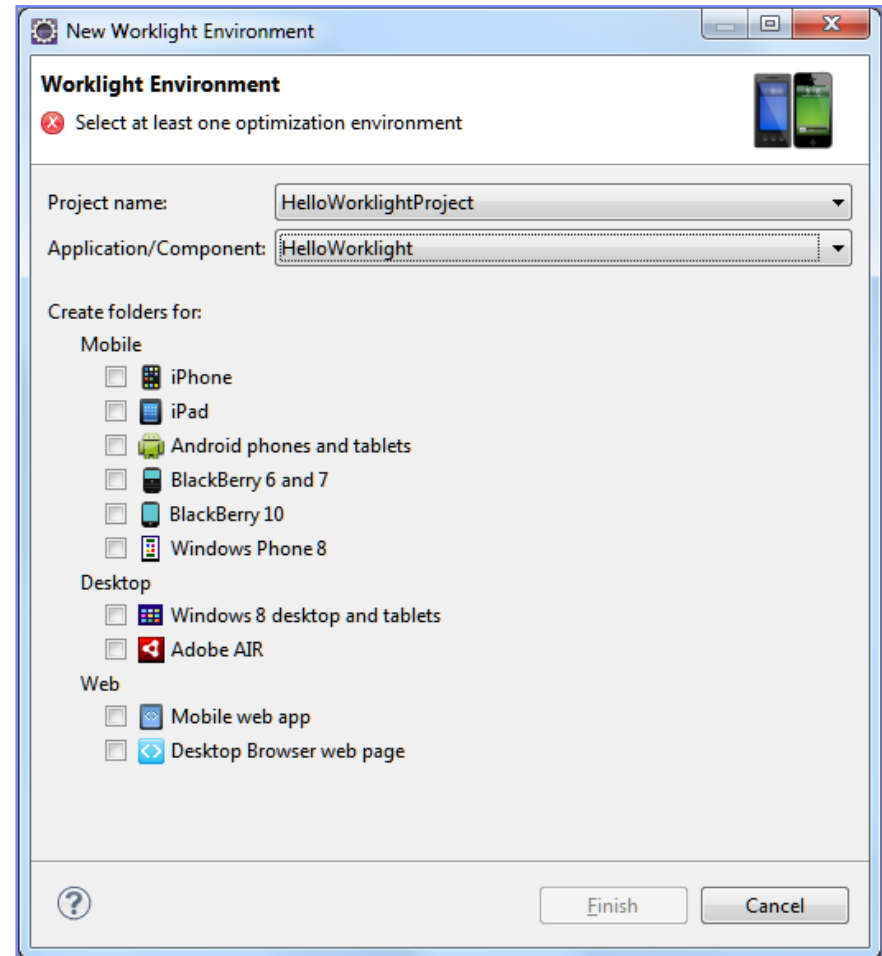 New Worklight Environment
Worklight Environment
Select at least one optimization environment
Project name: HelloWorklightProject
Application/Component: HelloWorklight
Create folders for:
Mobile
iPhone
iPad
Android phones and tablets
BlackBerry 6 and 7
BlackBerry 10
Windows Phone 8
Desktop
Windows 8 desktop and tablets
Adobe AIR
Web
Mobile web app
Desktop Browser web page
Finish Cancel